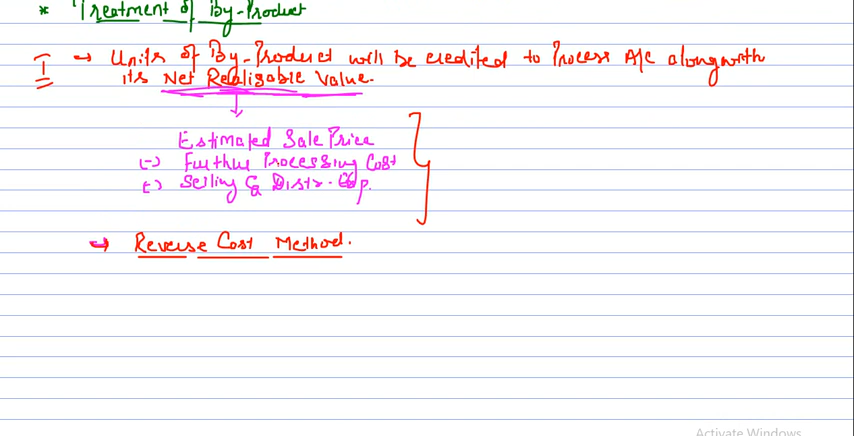 * Treatment of By-Product
I → Units of By-Product will be credited to Process A/c alongwith
its Net Realisable Value.
Estimated Sale Price
(-) Further Processing Cost
(-) Selling & Distr. Exp.
→ Reverse Cost Method.
Activate Windows